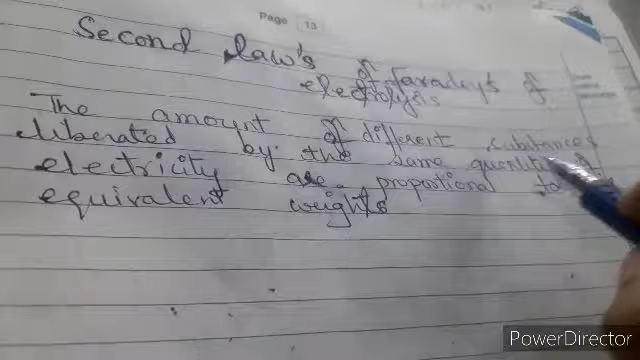 Page 13
Second law's of faradey's of
electrolysis
The amount of different substances
liberated by the same quantity of
electricity are proportional to
equivalent weights
PowerDirector